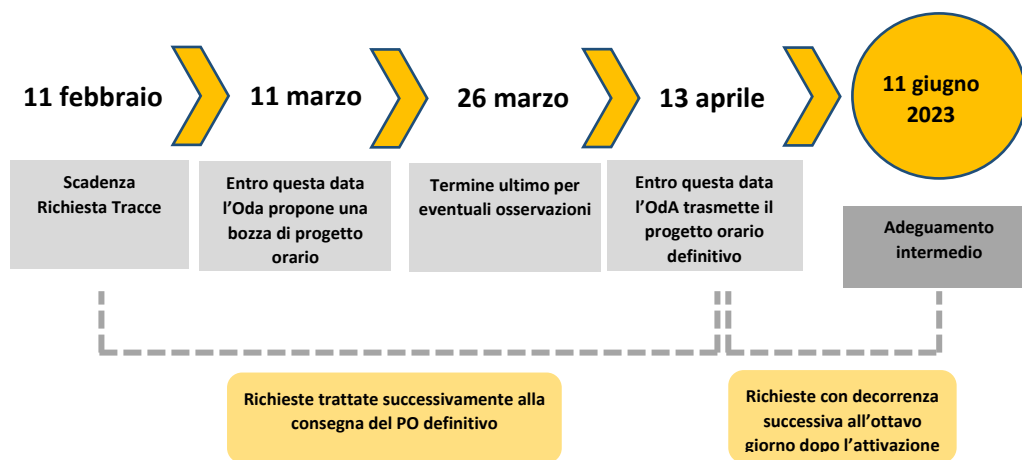 11 febbraio
11 marzo
26 marzo
13 aprile
11 giugno
2023
Scadenza
Richiesta Tracce
Entro questa data
l’Oda propone una
bozza di progetto
orario
Termine ultimo per
eventuali osservazioni
Entro questa data
l’OdA trasmette il
progetto orario
definitivo
Adeguamento
intermedio
Richieste trattate successivamente alla
consegna del PO definitivo
Richieste con decorrenza
successiva all’ottavo
giorno dopo l’attivazione